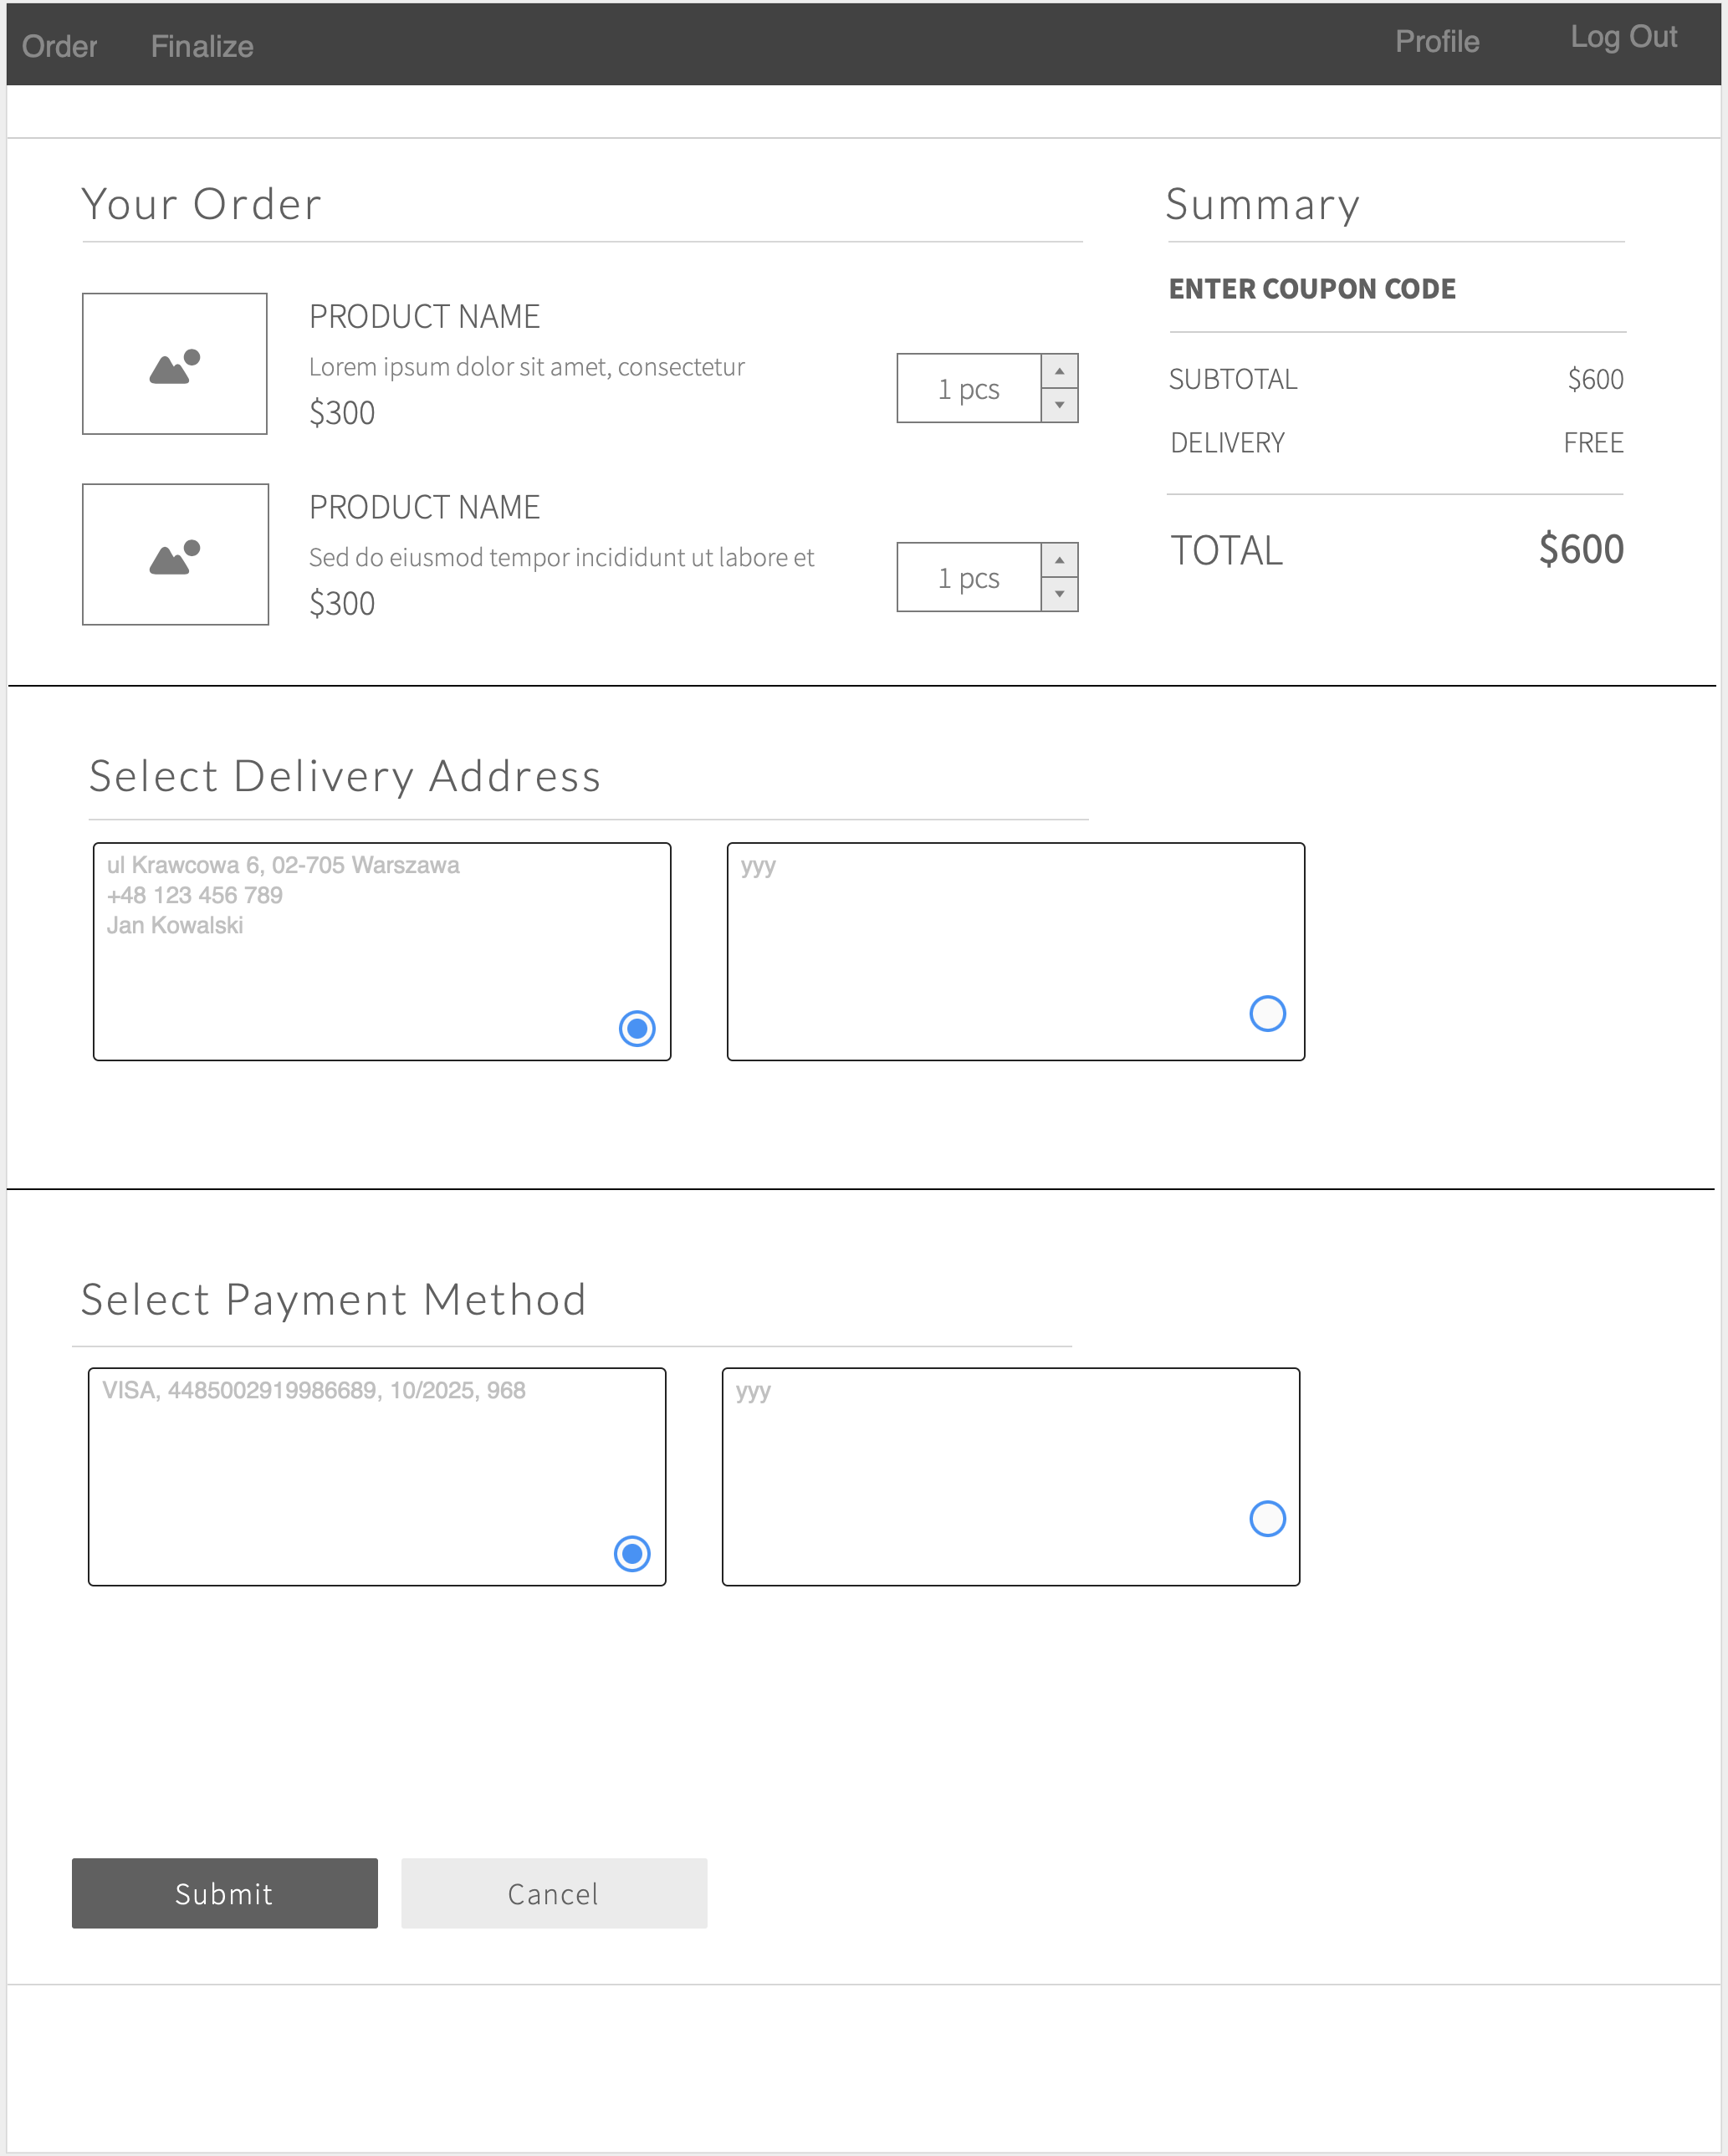 Order Finalize Profile Log Out
Your Order
PRODUCT NAME
Lorem ipsum dolor sit amet, consectetur
$300
1 pcs
PRODUCT NAME
Sed do eiusmod tempor incididunt ut labore et
$300
1 pcs
Summary
ENTER COUPON CODE
SUBTOTAL $600
DELIVERY FREE
TOTAL $600
Select Delivery Address
ul Krawcowa 6, 02-705 Warszawa
+48 123 456 789
Jan Kowalski
yyy
Select Payment Method
VISA, 4485002919986689, 10/2025, 968
yyy
Submit Cancel